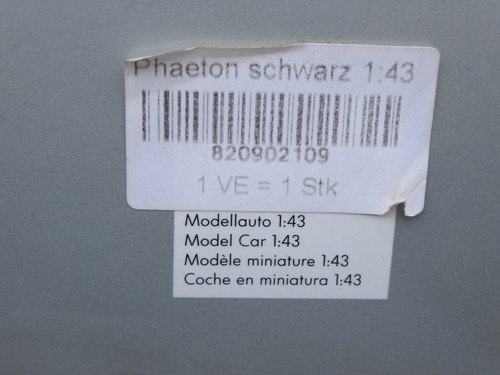 Phaeton schwarz 1:43
820902109
1 VE = 1 Stk
Modellauto 1:43
Model Car 1:43
Modèle miniature 1:43
Coche en miniatura 1:43